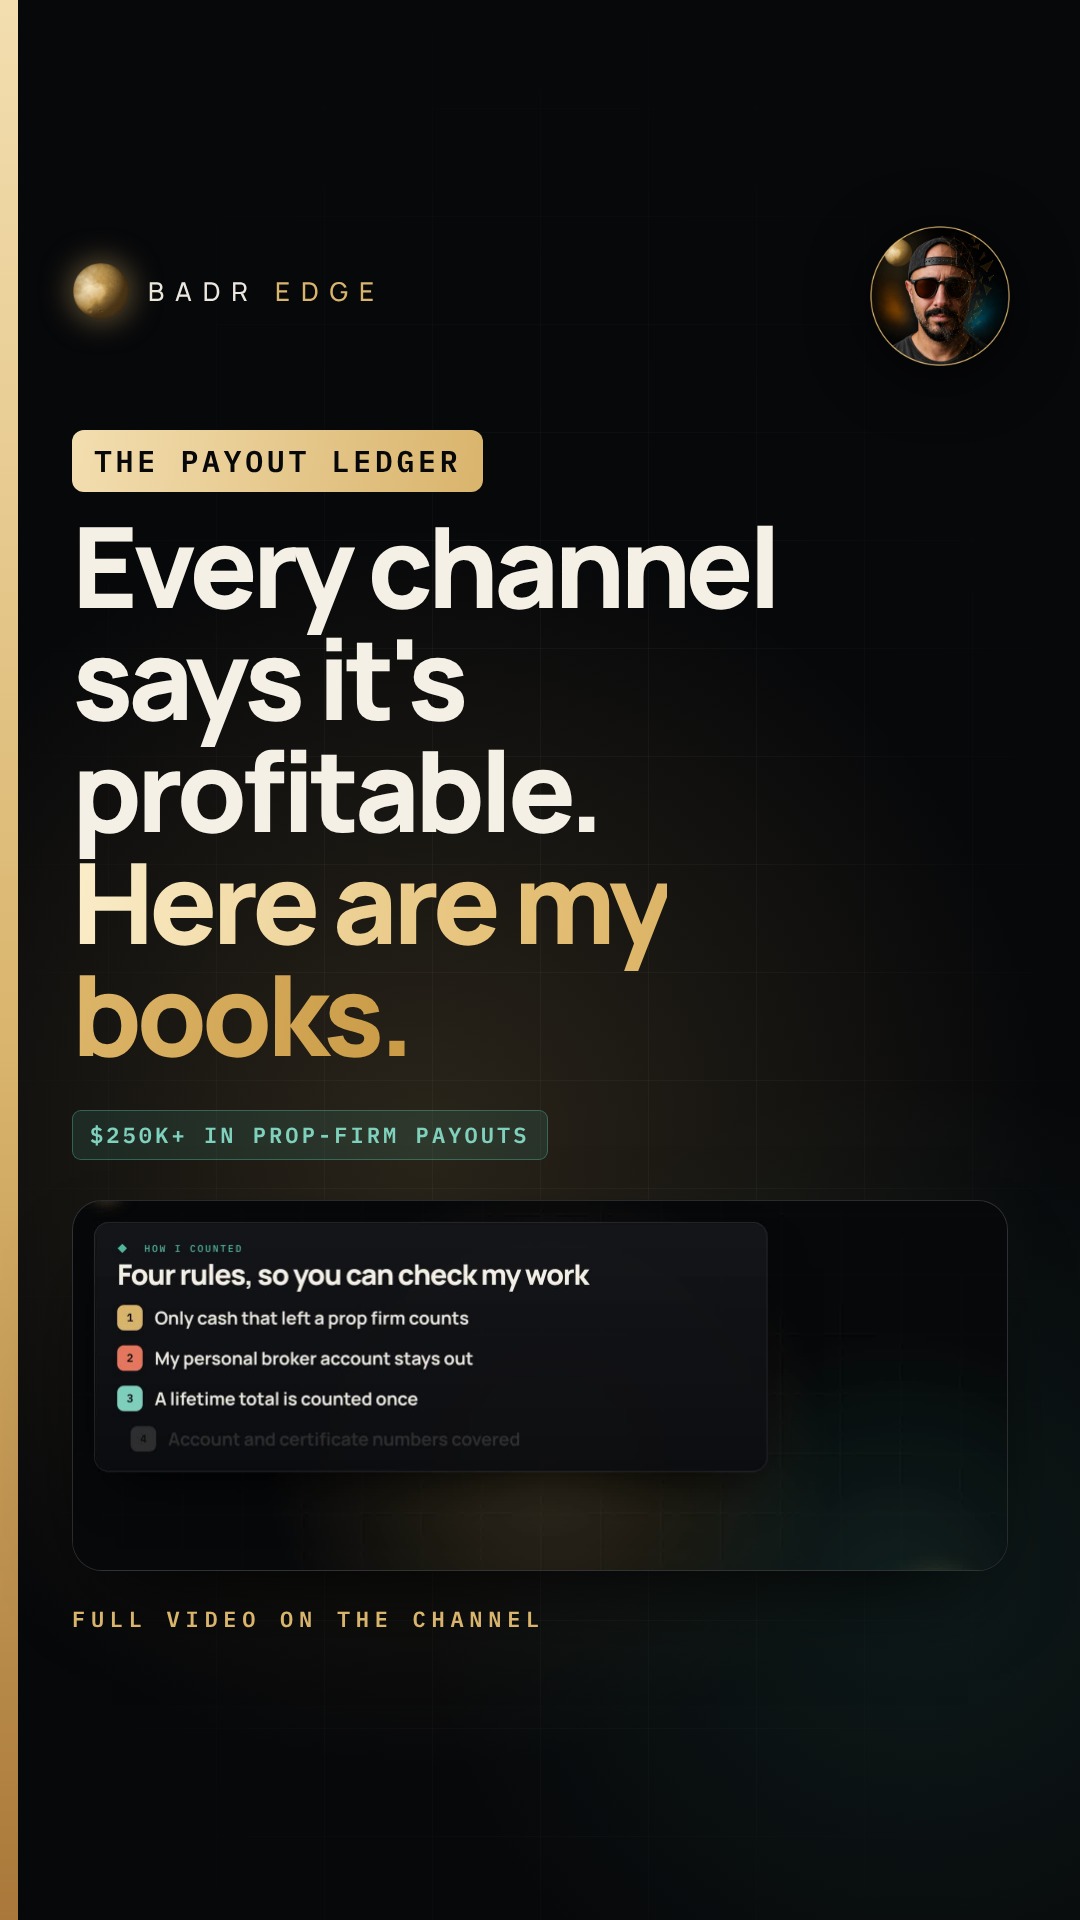 BADR EDGE
THE PAYOUT LEDGER
Every channel
says it's
profitable.
Here are my
books.
$250K+ IN PROP-FIRM PAYOUTS
HOW I COUNTED
Four rules, so you can check my work
1 Only cash that left a prop firm counts
2 My personal broker account stays out
3 A lifetime total is counted once
4 Account and certificate numbers covered
FULL VIDEO ON THE CHANNEL